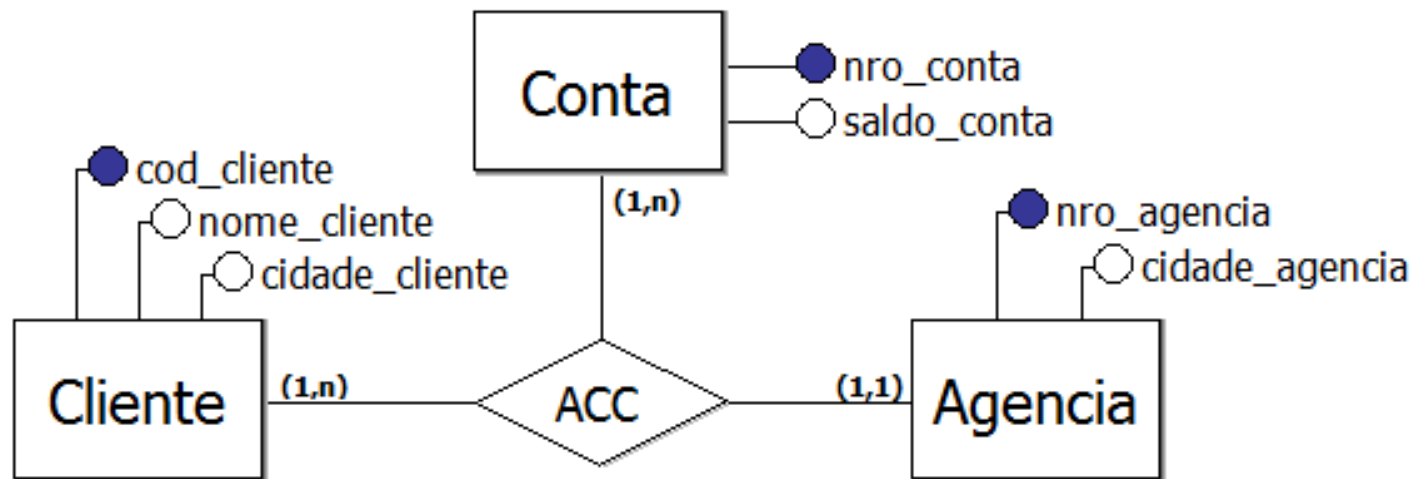 Conta
nro_conta
saldo_conta
(1,n)
cod_cliente
nome_cliente
cidade_cliente
nro_agencia
cidade_agencia
Cliente
(1,n)
ACC
(1,1)
Agencia